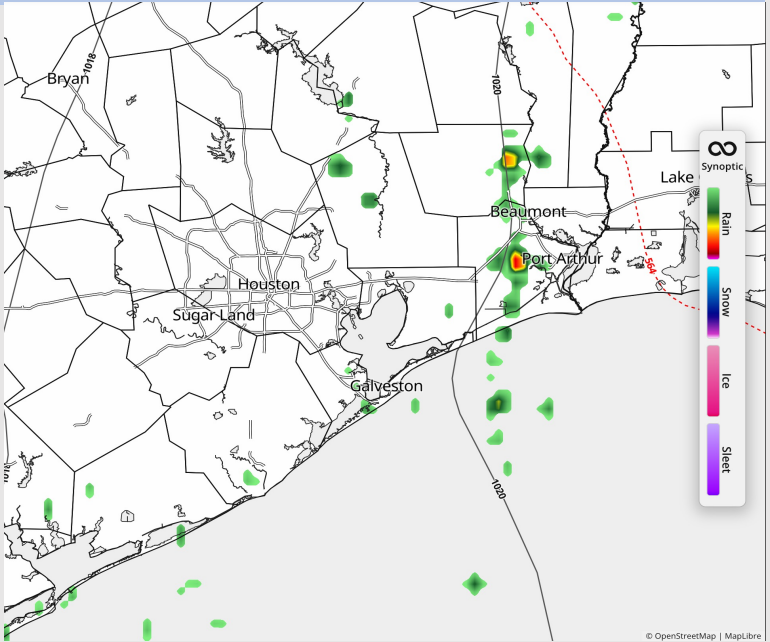 1018
Bryan
1020
∞
Synoptic
Rain
Lake
Beaumont
Port Arthur
564
Houston
Sugar Land
Snow
Ice
Galveston
Sleet
1020
© OpenStreetMap | MapLibre